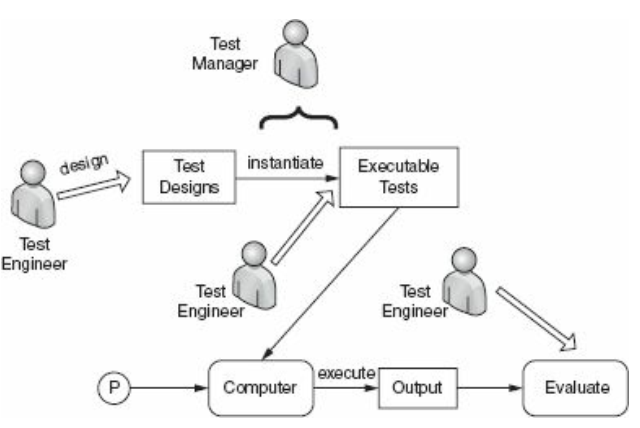 Test
Manager
design
Test
Designs
instantiate
Executable
Tests
Test
Engineer
Test
Engineer
Test
Engineer
P
Computer
execute
Output
Evaluate